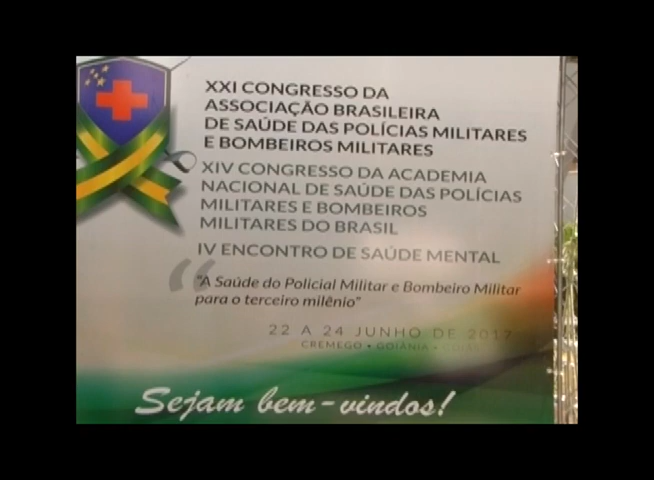 XXI CONGRESSO DA
ASSOCIAÇÃO BRASILEIRA
DE SAÚDE DAS POLÍCIAS MILITARES
E BOMBEIROS MILITARES
XIV CONGRESSO DA ACADEMIA
NACIONAL DE SAÚDE DAS POLÍCIAS
MILITARES E BOMBEIROS
MILITARES DO BRASIL
IV ENCONTRO DE SAÚDE MENTAL
“A Saúde do Policial Militar e Bombeiro Militar
para o terceiro milênio”
22 A 24 JUNHO DE 2017
CREMEGO • GOIÂNIA • GOIÁS
Sejam bem-vindos!